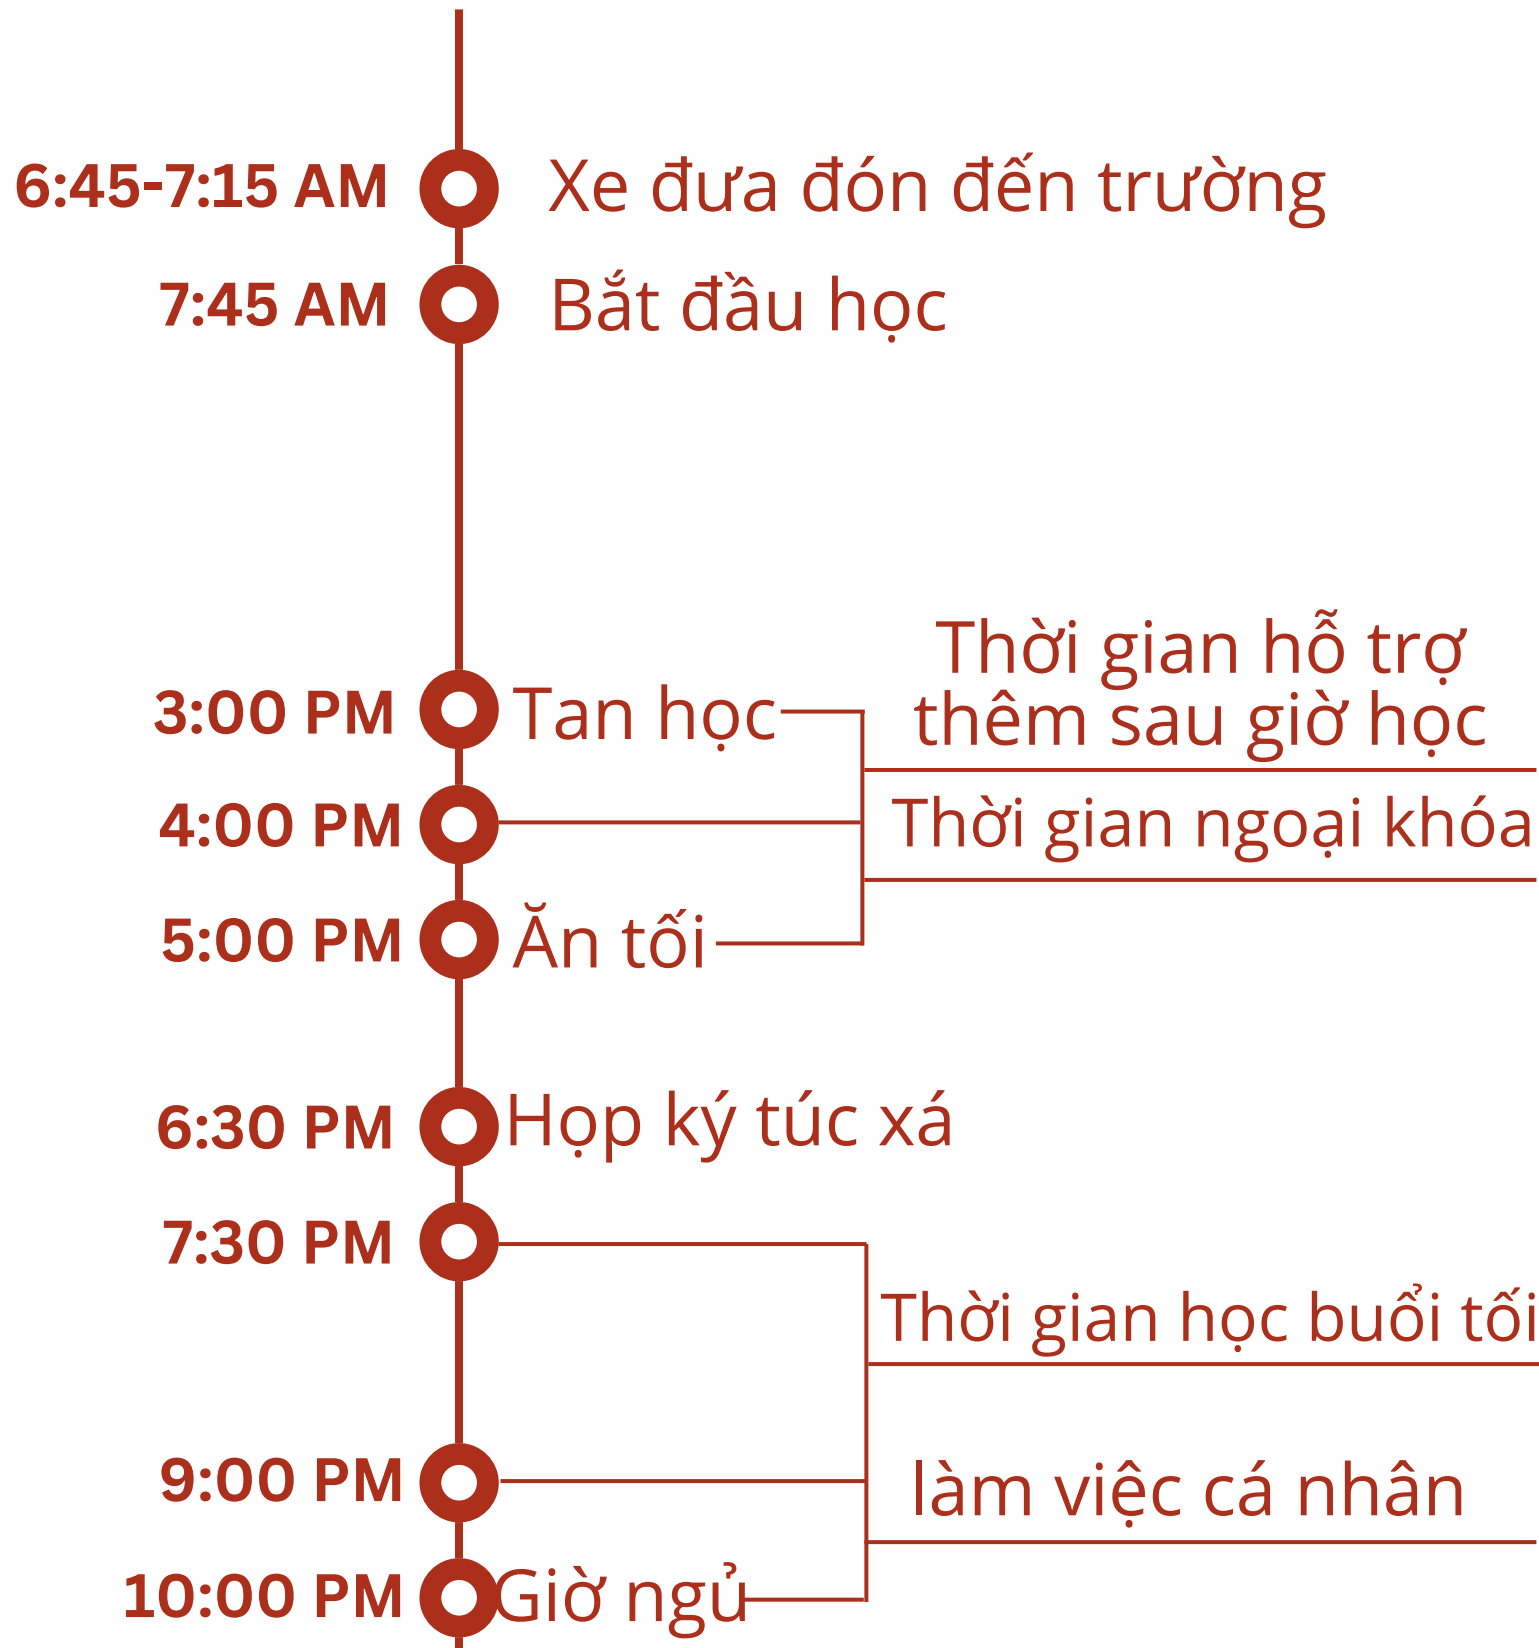 6:45-7:15 AM Xe đưa đón đến trường
7:45 AM Bắt đầu học
Thời gian hỗ trợ
thêm sau giờ học
3:00 PM Tan học
4:00 PM Thời gian ngoại khóa
5:00 PM Ăn tối
6:30 PM Họp ký túc xá
7:30 PM
Thời gian học buổi tối
9:00 PM làm việc cá nhân
10:00 PM Giờ ngủ